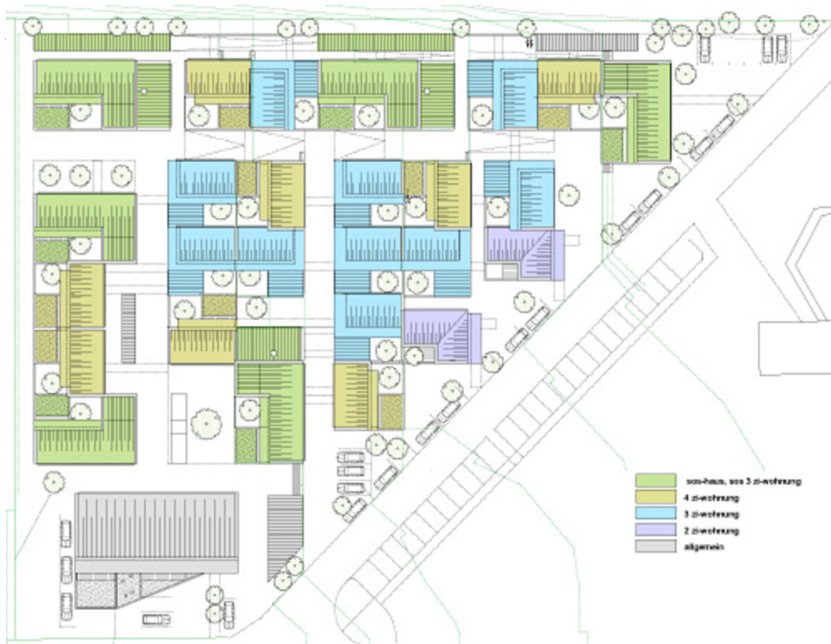 sos-haus, sos 3 zi-wohnung
4 zi-wohnung
3 zi-wohnung
2 zi-wohnung
allgemein